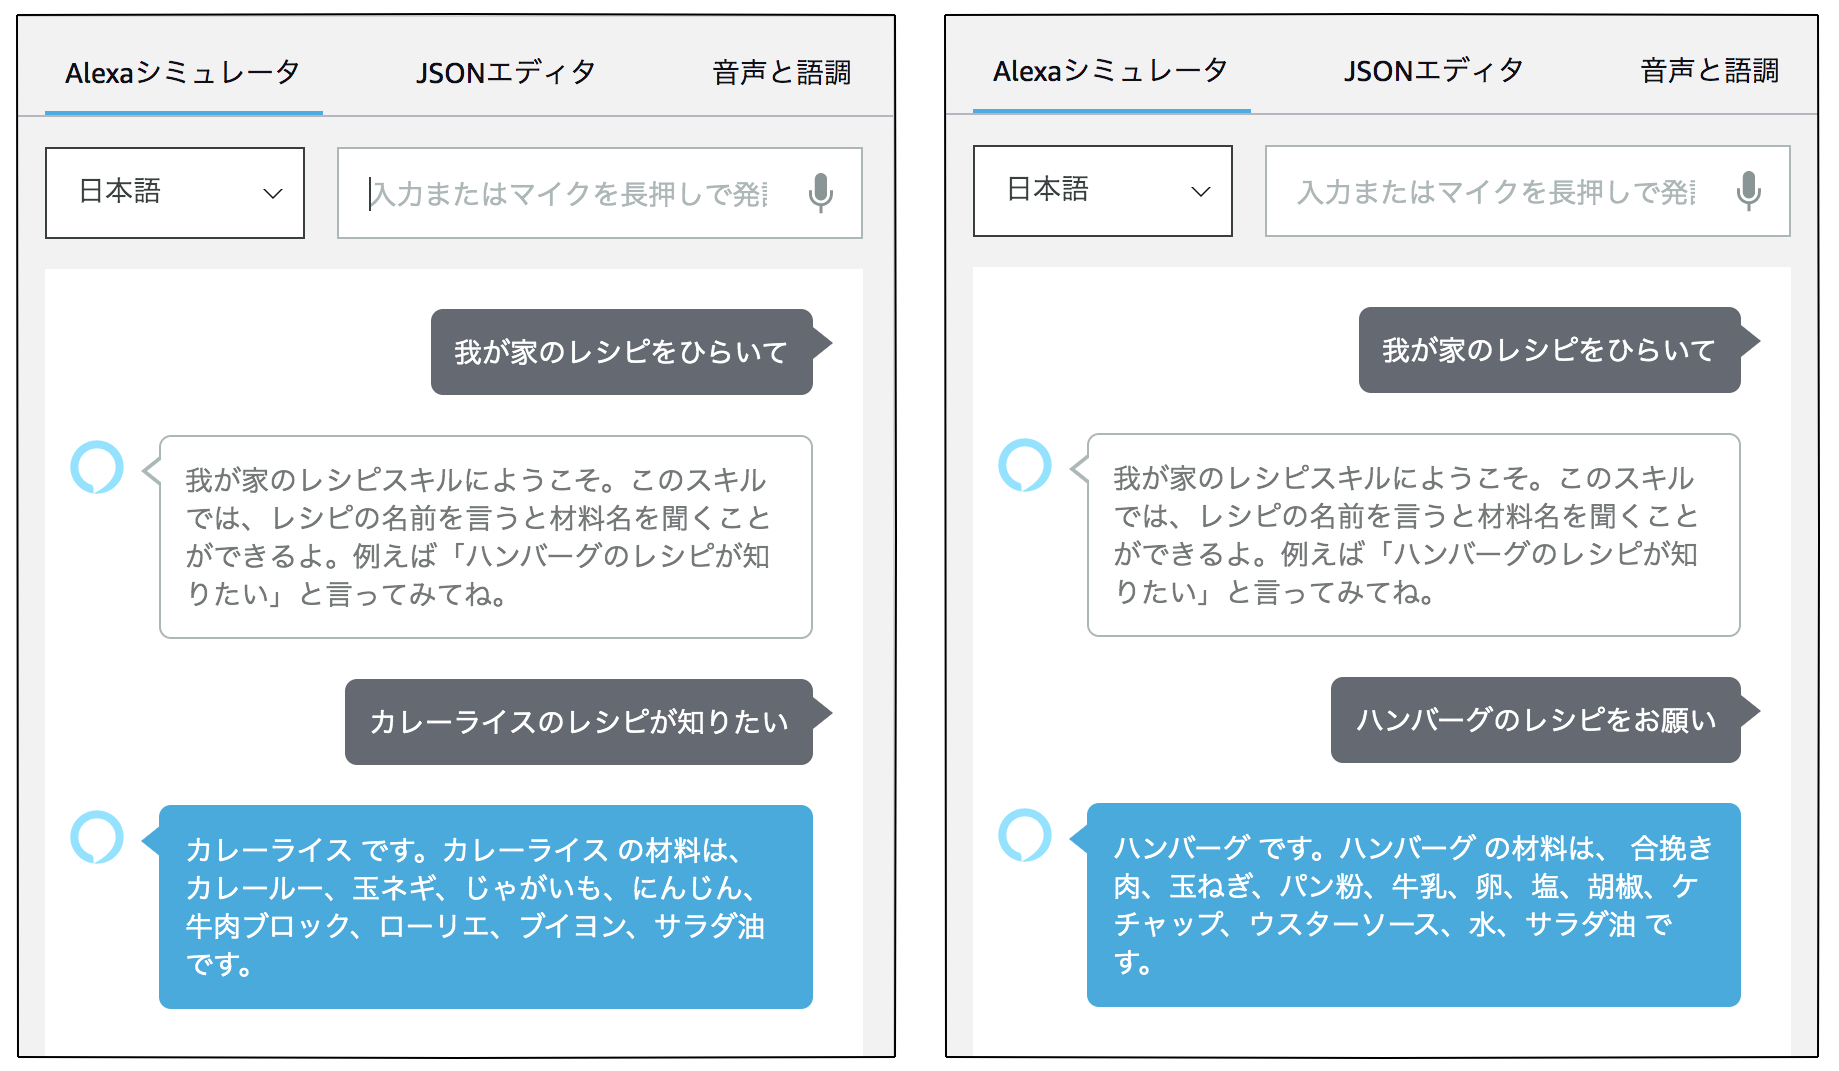 Alexaシミュレータ JSONエディタ 音声と語調
日本語
入力またはマイクを長押しで発
我が家のレシピをひらいて
我が家のレシピスキルにようこそ。このスキル
では、レシピの名前を言うと材料名を聞くこと
ができるよ。例えば「ハンバーグのレシピが知
りたい」と言ってみてね。
カレーライスのレシピが知りたい
カレーライス です。カレーライス の材料は、
カレールー、玉ネギ、じゃがいも、にんじん、
牛肉ブロック、ローリエ、ブイヨン、サラダ油
です。
Alexaシミュレータ JSONエディタ 音声と語調
日本語
入力またはマイクを長押しで発
我が家のレシピをひらいて
我が家のレシピスキルにようこそ。このスキル
では、レシピの名前を言うと材料名を聞くこと
ができるよ。例えば「ハンバーグのレシピが知
りたい」と言ってみてね。
ハンバーグのレシピをお願い
ハンバーグ です。ハンバーグ の材料は、 合挽き
肉、玉ねぎ、パン粉、牛乳、卵、塩、胡椒、ケ
チャップ、ウスターソース、水、サラダ油 で
す。